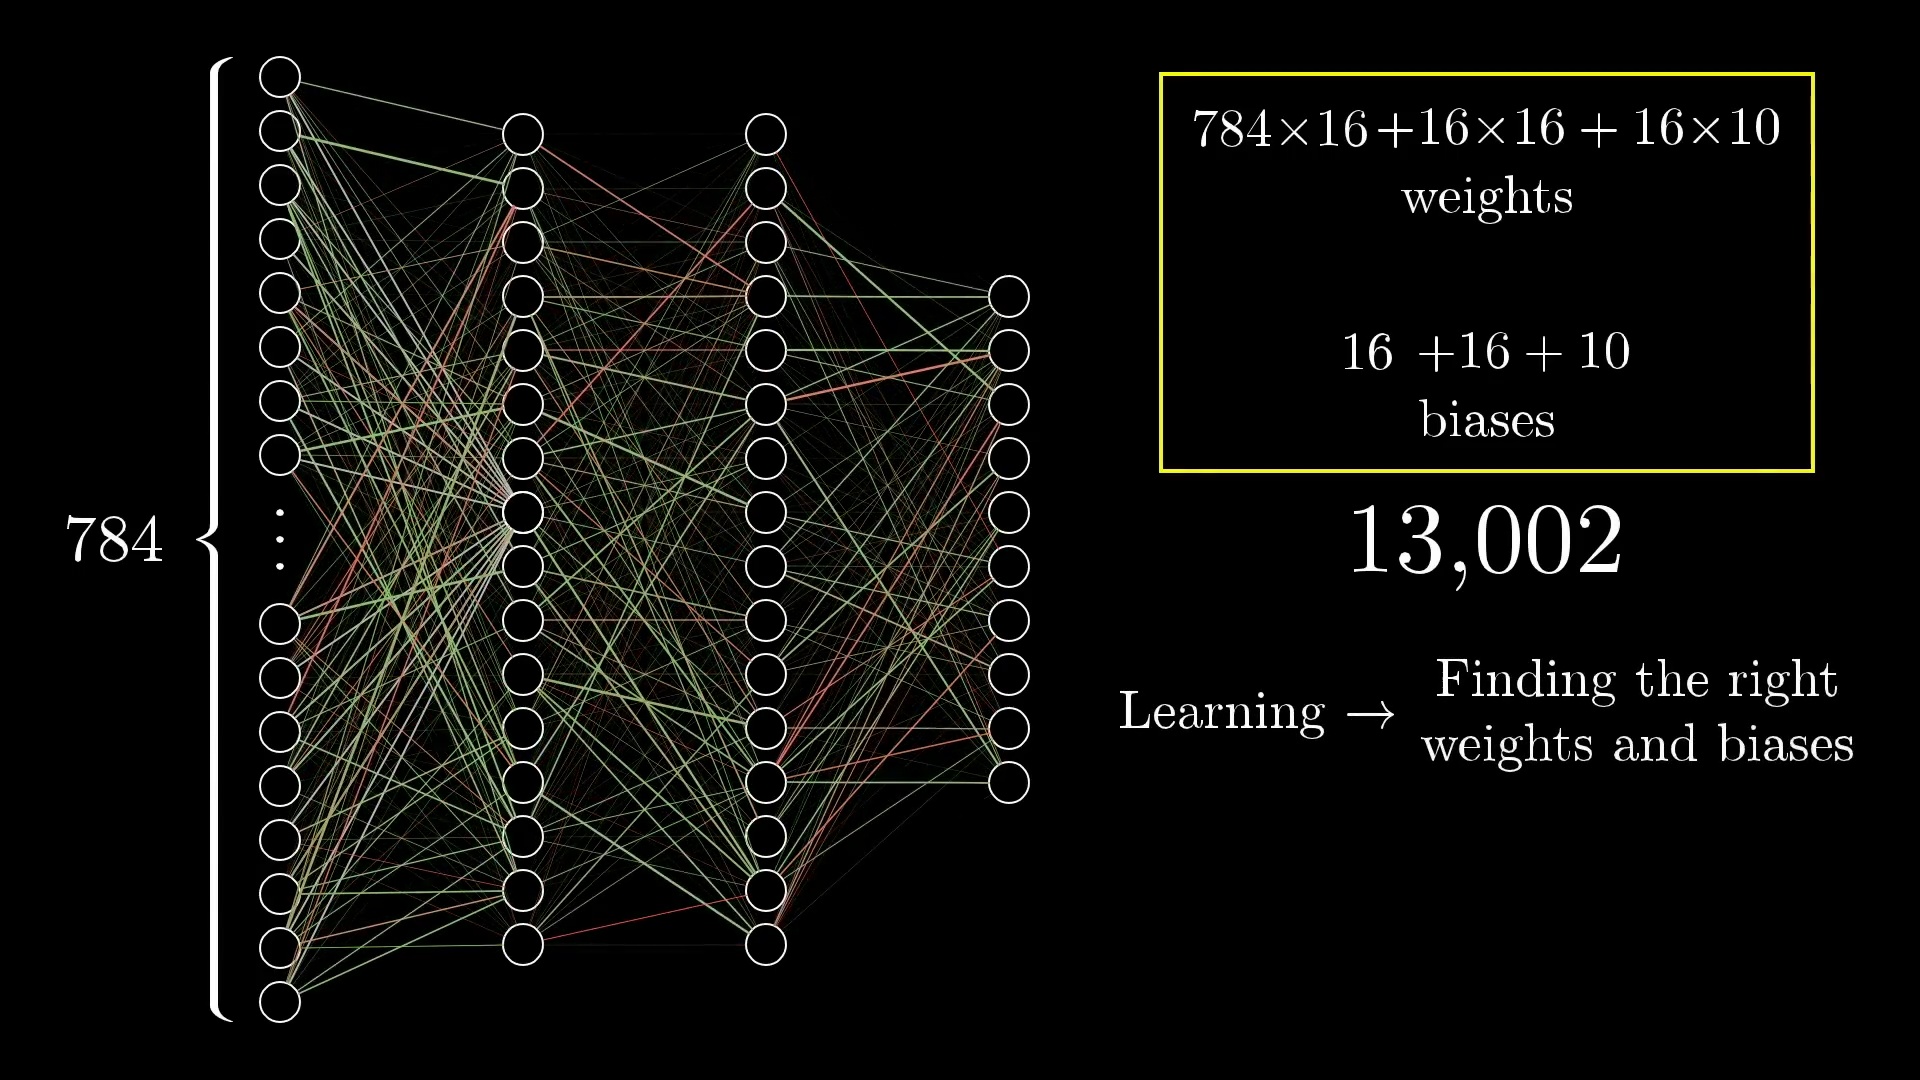 784
784×16+16×16 + 16×10
weights
16 +16 + 10
biases
13,002
Learning → Finding the right
weights and biases